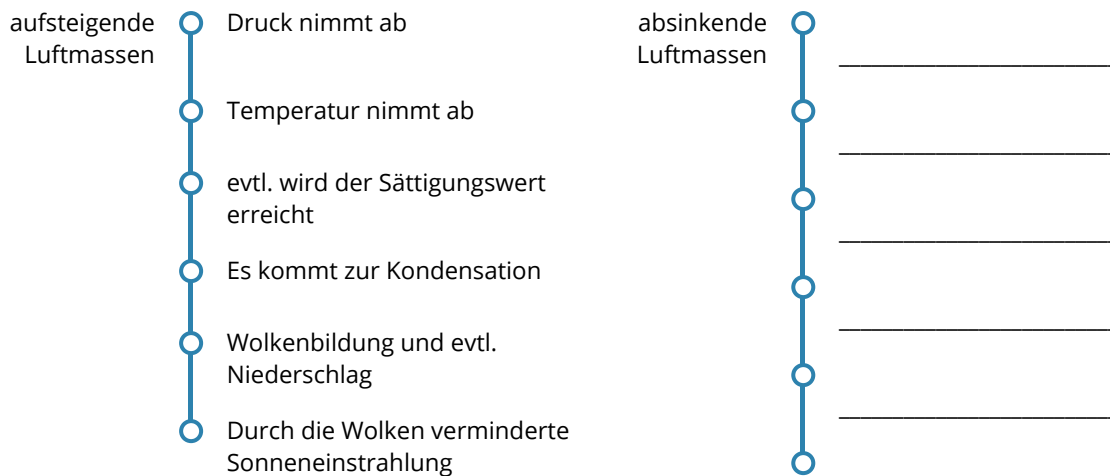 aufsteigende
Luftmassen
Druck nimmt ab
Temperatur nimmt ab
evtl. wird der Sättigungswert
erreicht
Es kommt zur Kondensation
Wolkenbildung und evtl.
Niederschlag
Durch die Wolken verminderte
Sonneneinstrahlung
absinkende
Luftmassen